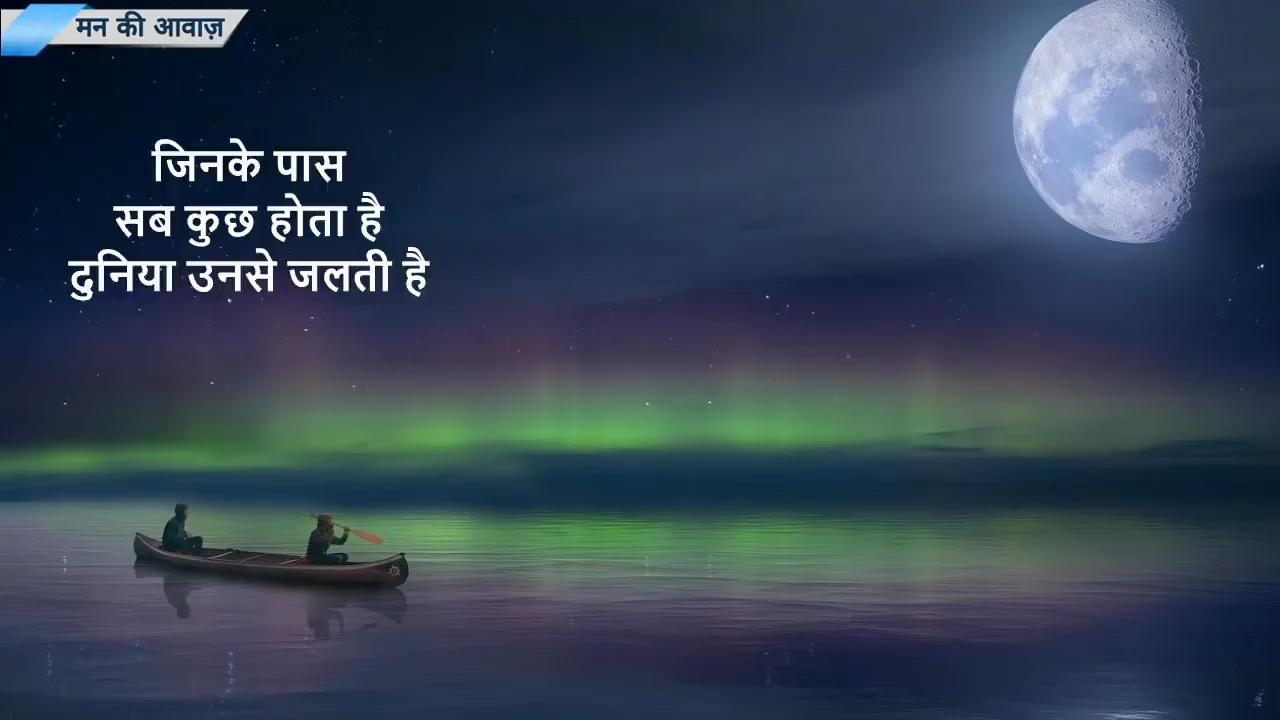 मन की आवाज़
जिनके पास
सब कुछ होता है
दुनिया उनसे जलती है